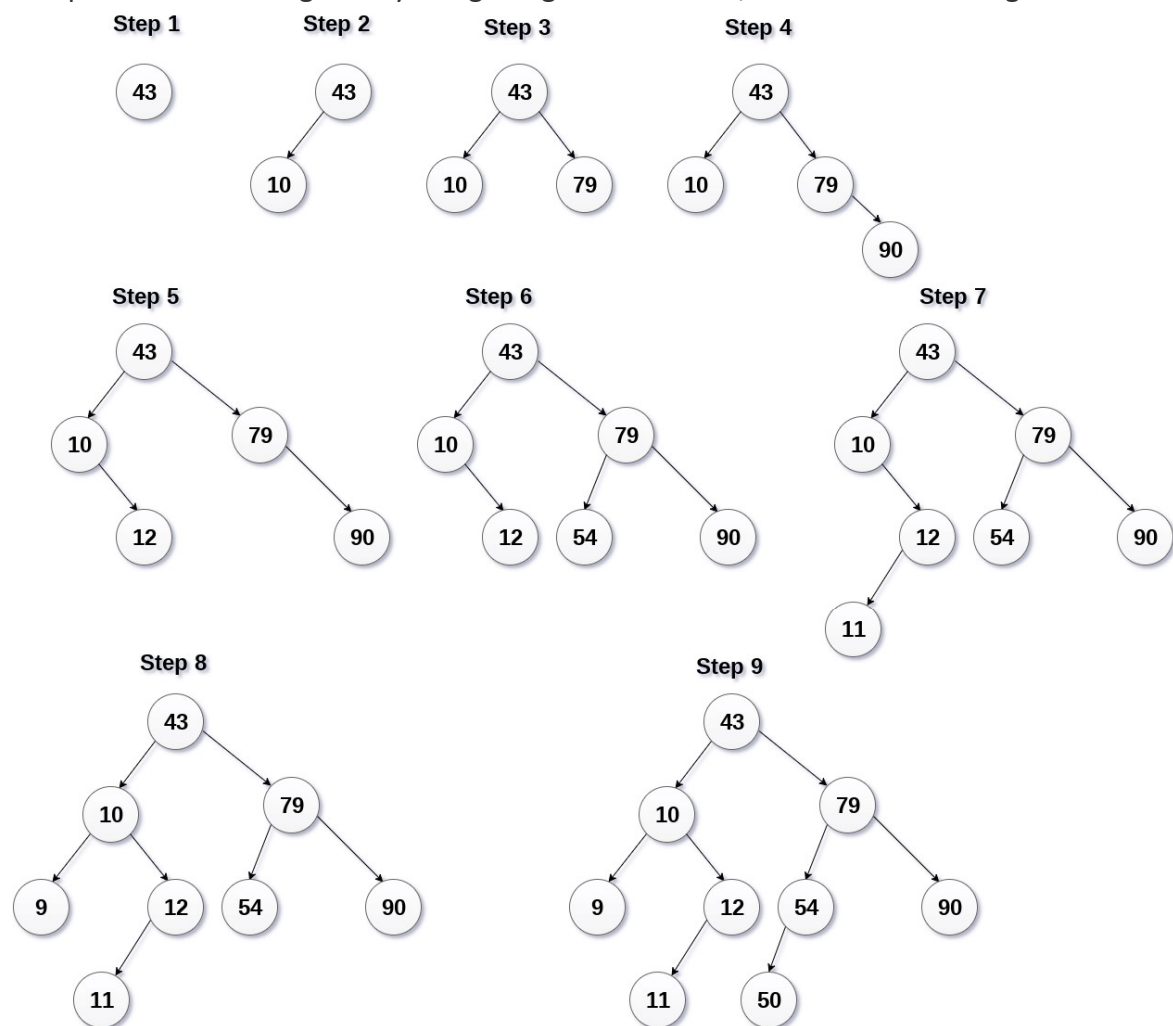 Step 1 Step 2 Step 3 Step 4
43 43 43 43
10 10 79 10 79
90
Step 5 Step 6 Step 7
43 43 43
10 79 10 79 10 79
12 90 12 54 90 12 54 90
11
Step 8 Step 9
43 43
10 79 10 79
9 12 54 90 9 12 54 90
11 11 50